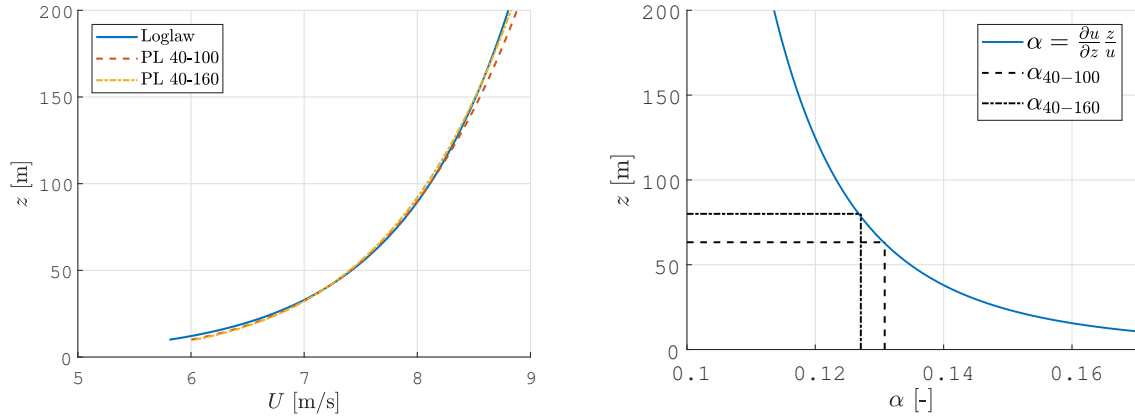 200
150
100
50
0
z [m]
Loglaw
PL 40-100
PL 40-160
5 6 7 8 9
U [m/s]
200
150
100
50
0
z [m]
α = ∂u/∂z z/u
α40−100
α40−160
0.1 0.12 0.14 0.16
α [-]